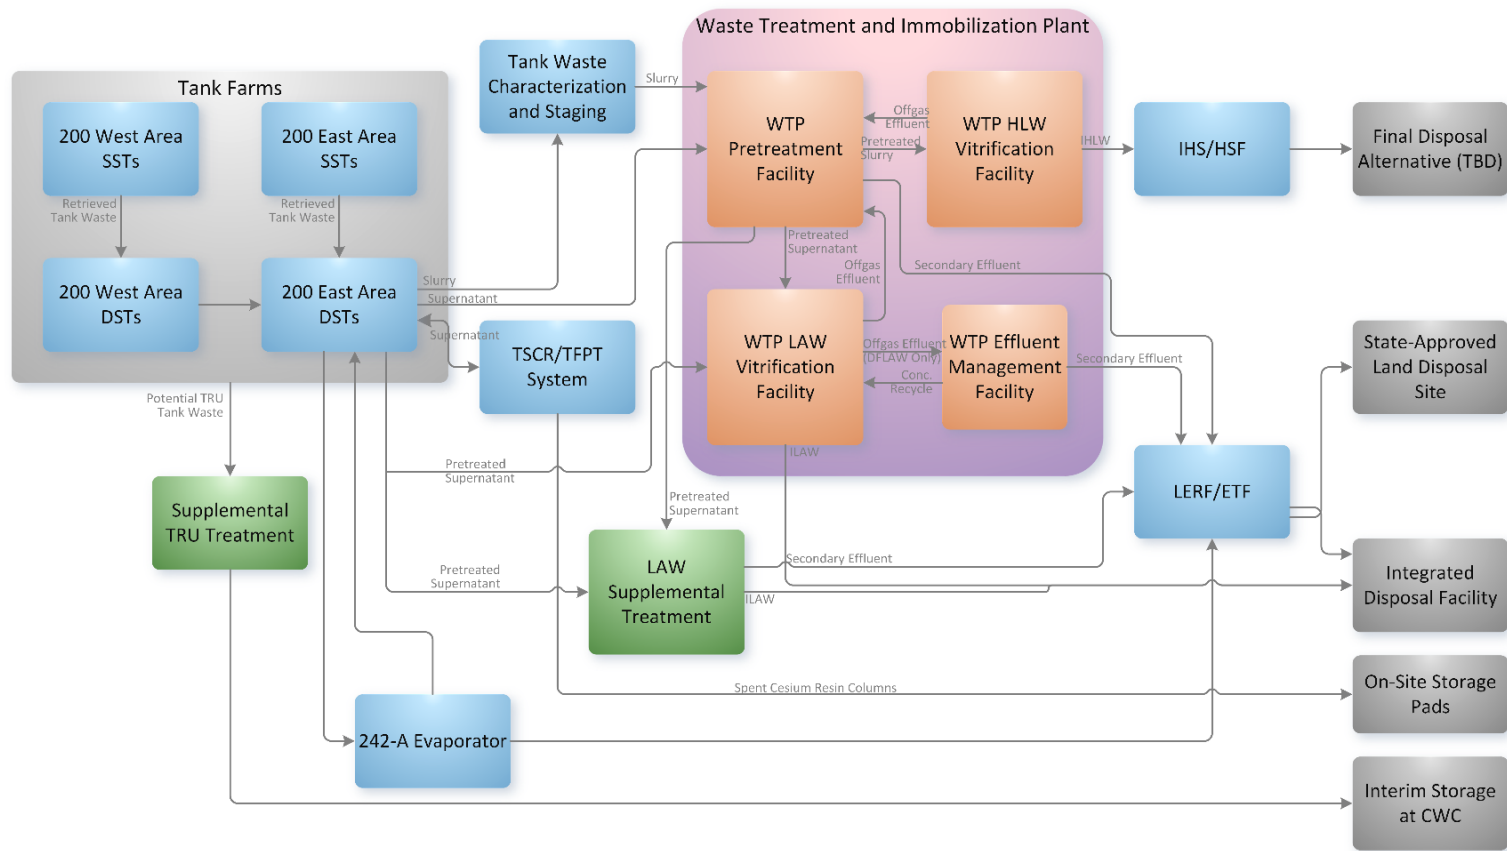 Waste Treatment and Immobilization Plant
Tank Farms
200 West Area
SSTs
200 East Area
SSTs
Retrieved
Tank Waste
Retrieved
Tank Waste
200 West Area
DSTs
200 East Area
DSTs
Slurry
Supernatant
Supernatant
Tank Waste
Characterization
and Staging
Slurry
TSCR/TFPT
System
WTP
Pretreatment
Facility
Offgas
Effluent
Pretreated
Slurry
WTP HLW
Vitrification
Facility
IHLW
IHS/HSF
Final Disposal
Alternative (TBD)
Pretreated
Supernatant
Offgas
Effluent
Secondary Effluent
WTP LAW
Vitrification
Facility
Offgas Effluent
(DFLAW Only)
Conc.
Recycle
WTP Effluent
Management
Facility
Secondary Effluent
State-Approved
Land Disposal
Site
Potential TRU
Tank Waste
Supplemental
TRU Treatment
Pretreated
Supernatant
ILAW
Pretreated
Supernatant
LERF/ETF
Pretreated
Supernatant
LAW
Supplemental
Treatment
Secondary Effluent
ILAW
Integrated
Disposal Facility
Spent Cesium Resin Columns
On-Site Storage
Pads
242-A Evaporator
Interim Storage
at CWC